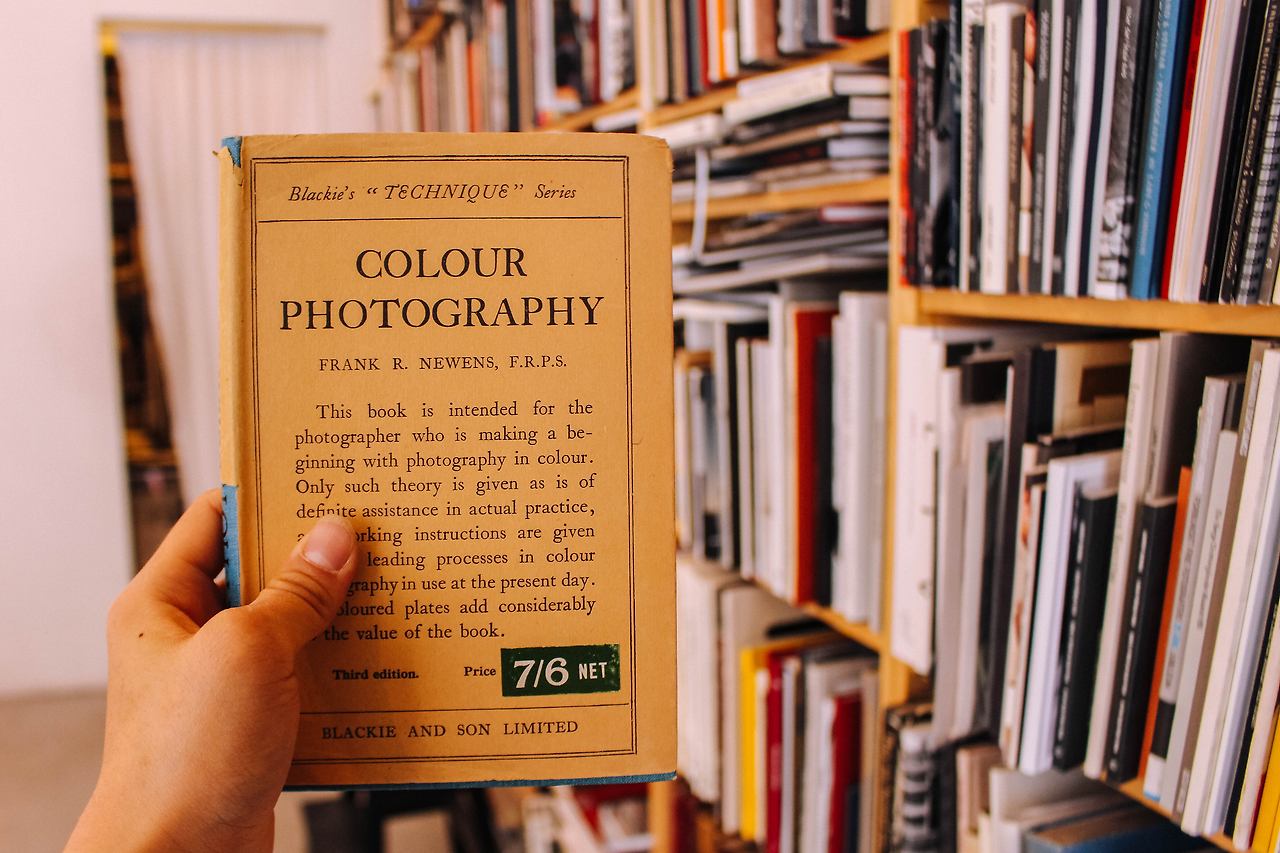 Blackie's “TECHNIQUE” Series
COLOUR
PHOTOGRAPHY
FRANK R. NEWENS, F.R.P.S.
This book is intended for the
photographer who is making a be-
ginning with photography in colour.
Only such theory is given as is of
definite assistance in actual practice,
instructions are given
leading processes in colour
in use at the present day.
plates add considerably
the value of the book.
Third edition. Price 7/6 NET
BLACKIE AND SON LIMITED